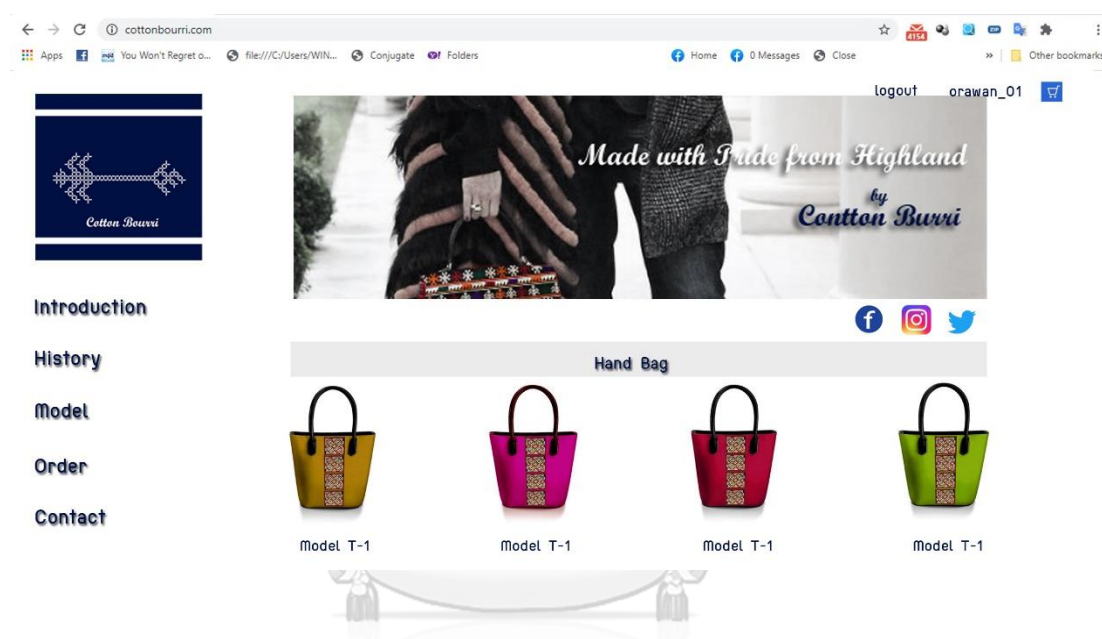 cottonbourri.com
4154
ZIP
Apps You Won't Regret o... file:///C:/Users/WIN... Conjugate Folders Home 0 Messages Close » Other bookmarks
logout orawan_01
Made with Pride from Highland
by
Contton Burri
Cotton Bourri
Introduction
History
Model
Order
Contact
Hand Bag
Model T-1 Model T-1 Model T-1 Model T-1